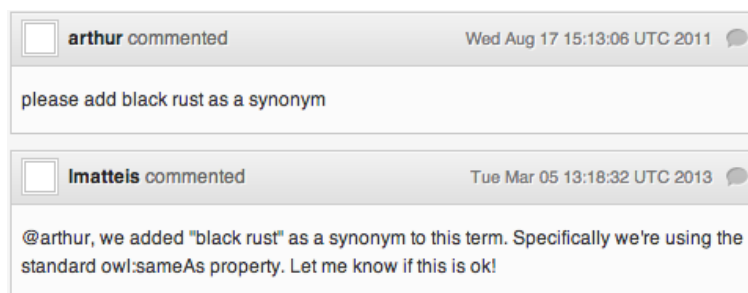 arthur commented Wed Aug 17 15:13:06 UTC 2011
please add black rust as a synonym
lmatteis commented Tue Mar 05 13:18:32 UTC 2013
@arthur, we added "black rust" as a synonym to this term. Specifically we're using the
standard owl:sameAs property. Let me know if this is ok!